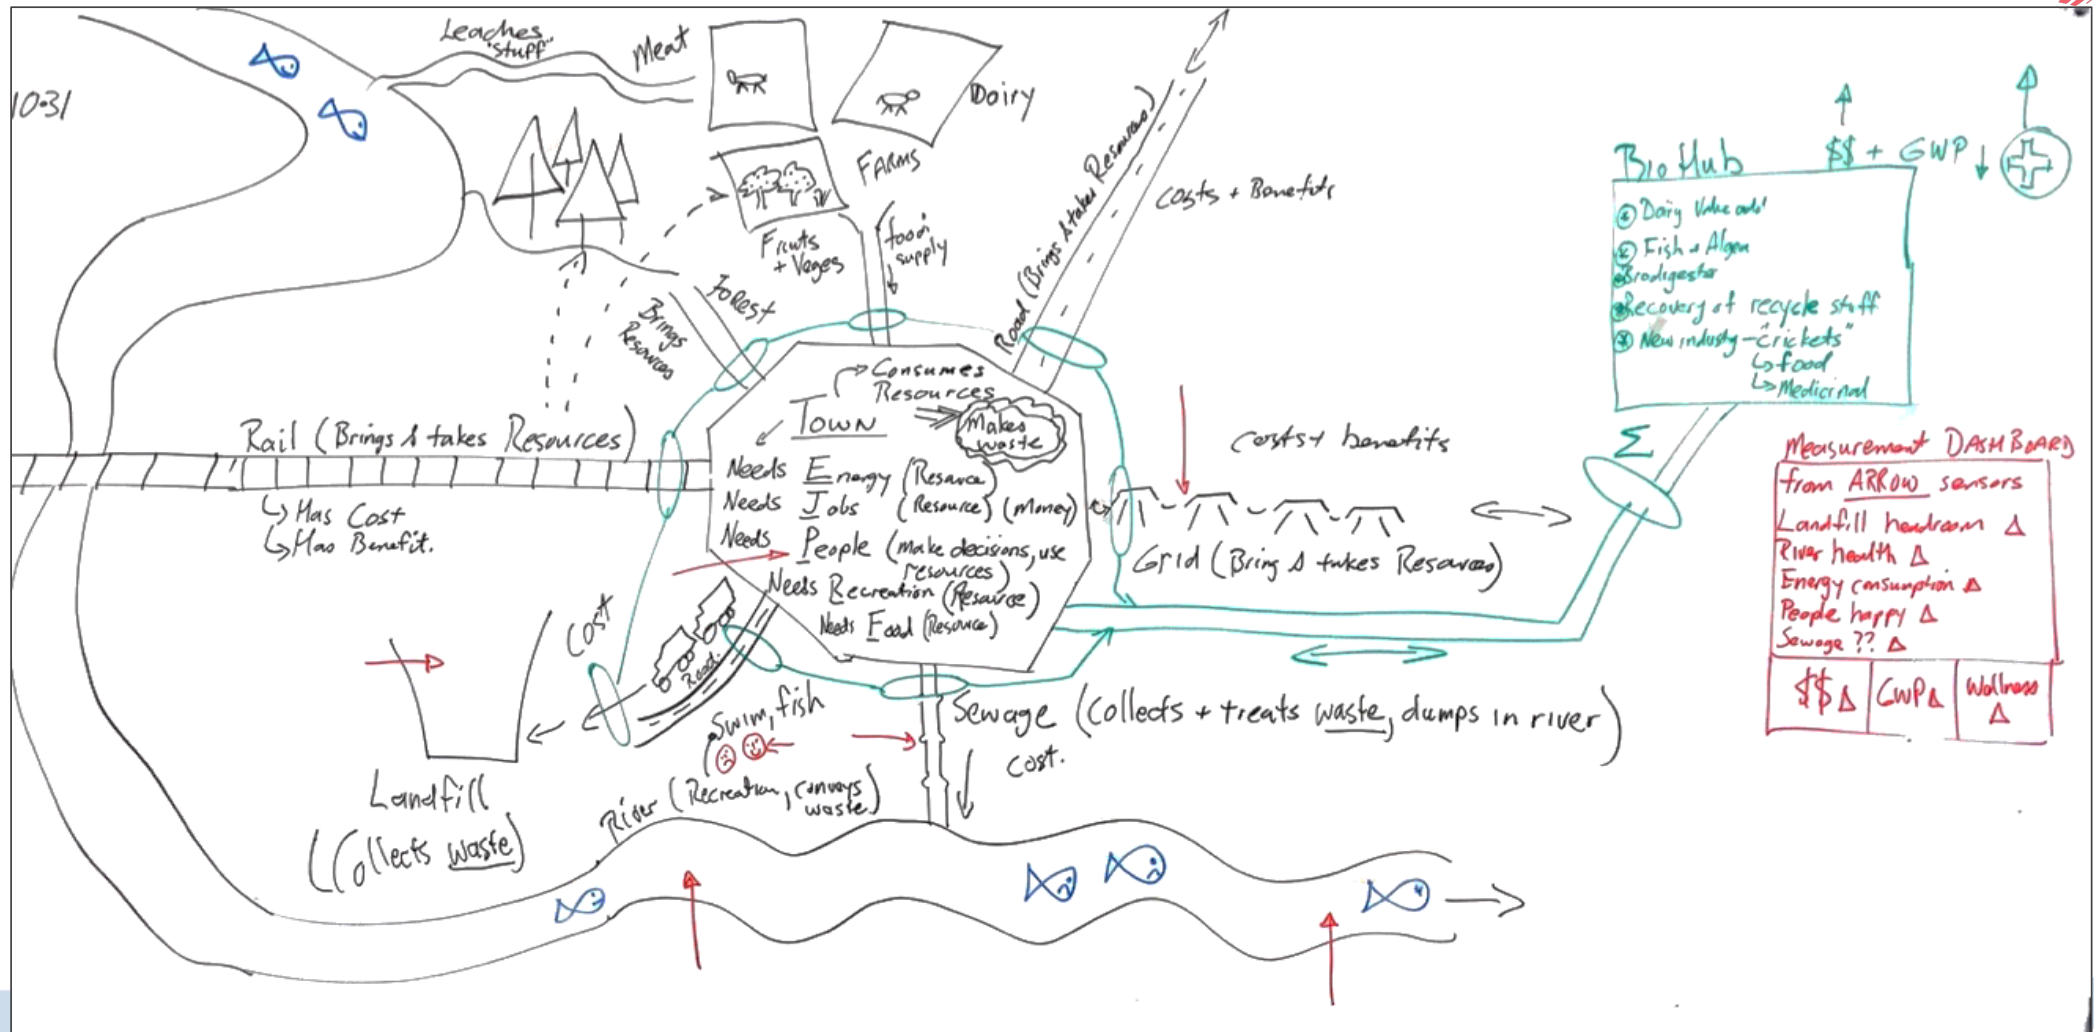 10:31
Leaches
"stuff"
Meat
Dairy
FARMS
Fruits
+ Veges
food
supply
Forest
Brings
Resources
Road (Brings & takes Resources)
Costs + Benefits
Rail (Brings & takes Resources)
↳ Has Cost
↳ Has Benefit.
Consumes
Resources
TOWN
Makes
waste
Needs Energy (Resource)
Needs Jobs (Resource) (Money)
Needs People (make decisions, use
resources)
Needs Recreation (Resource)
Needs Food (Resource)
Costs + benefits
Grid (Bring & takes Resources)
Cost
Road.
Landfill
(Collects waste)
Swim, fish
River (Recreation, conveys
waste)
Sewage (Collects + treats waste, dumps in river)
Cost.
Bio Hub
$$ + GWP ↓
Dairy Value add
Fish + Algae
Biodigester
Recovery of recycle stuff
New industry - "crickets"
↳ food
↳ Medicinal
Σ
Measurement DASHBOARD
from ARROW sensors
Landfill headroom Δ
River health Δ
Energy consumption Δ
People happy Δ
Sewage ?? Δ
$$ Δ
GWP Δ
Wellness
Δ